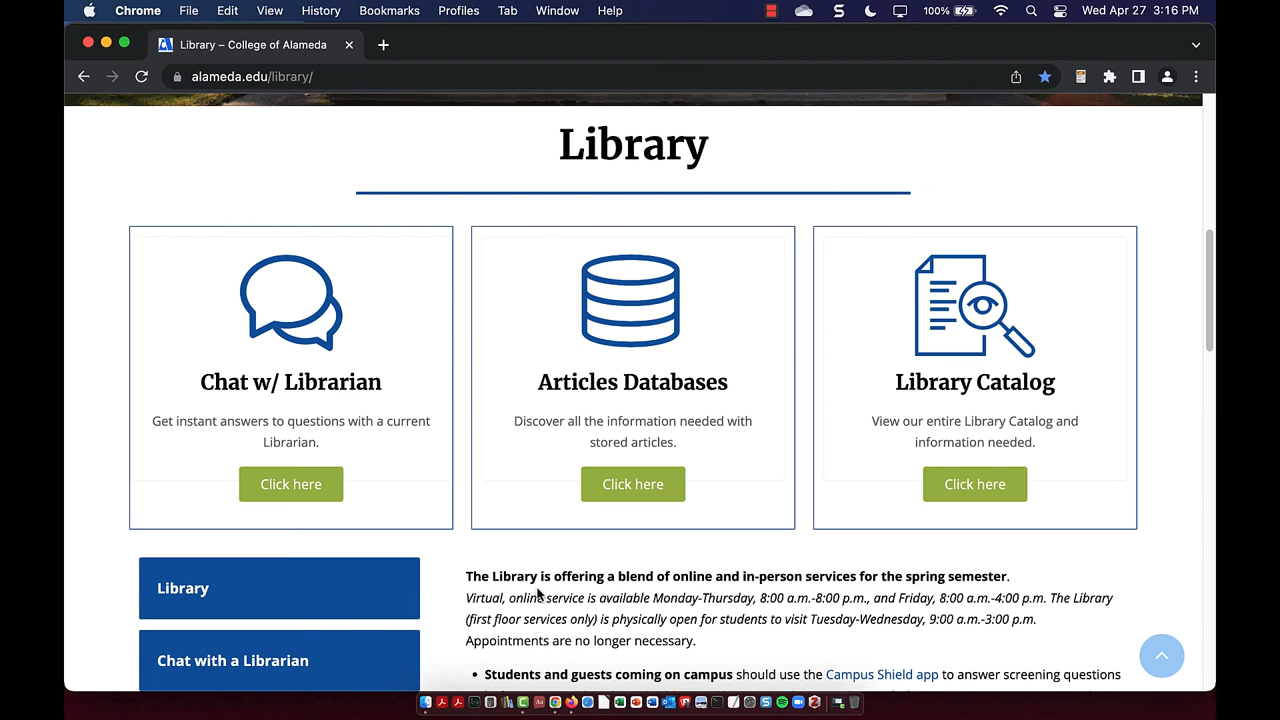 Chrome File Edit View History Bookmarks Profiles Tab Window Help 100% Wed Apr 27 3:16 PM
Library – College of Alameda
alameda.edu/library/
Library
Chat w/ Librarian
Get instant answers to questions with a current
Librarian.
Click here
Articles Databases
Discover all the information needed with
stored articles.
Click here
Library Catalog
View our entire Library Catalog and
information needed.
Click here
Library
Chat with a Librarian
The Library is offering a blend of online and in-person services for the spring semester.
Virtual, online service is available Monday-Thursday, 8:00 a.m.-8:00 p.m., and Friday, 8:00 a.m.-4:00 p.m. The Library
(first floor services only) is physically open for students to visit Tuesday-Wednesday, 9:00 a.m.-3:00 p.m.
Appointments are no longer necessary.
• Students and guests coming on campus should use the Campus Shield app to answer screening questions